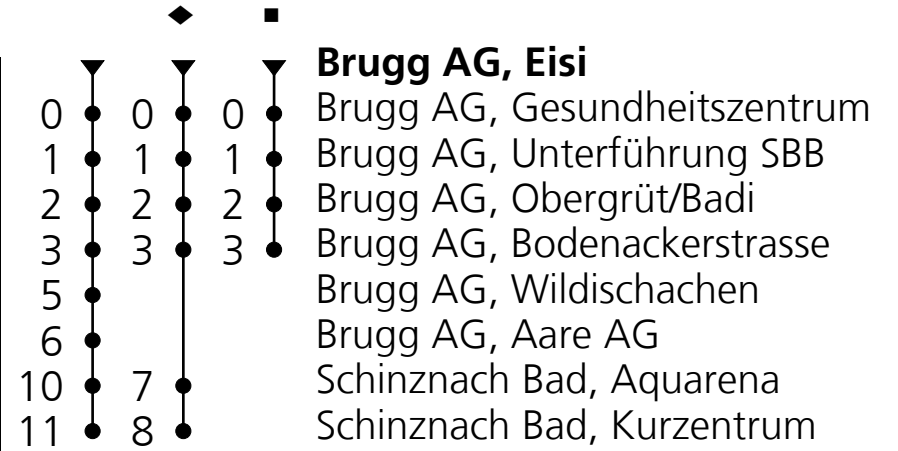 ◆ ■
Brugg AG, Eisi
0 0 0 Brugg AG, Gesundheitszentrum
1 1 1 Brugg AG, Unterführung SBB
2 2 2 Brugg AG, Obergrüt/Badi
3 3 3 Brugg AG, Bodenackerstrasse
5 Brugg AG, Wildischachen
6 Brugg AG, Aare AG
10 7 Schinznach Bad, Aquarena
11 8 Schinznach Bad, Kurzentrum